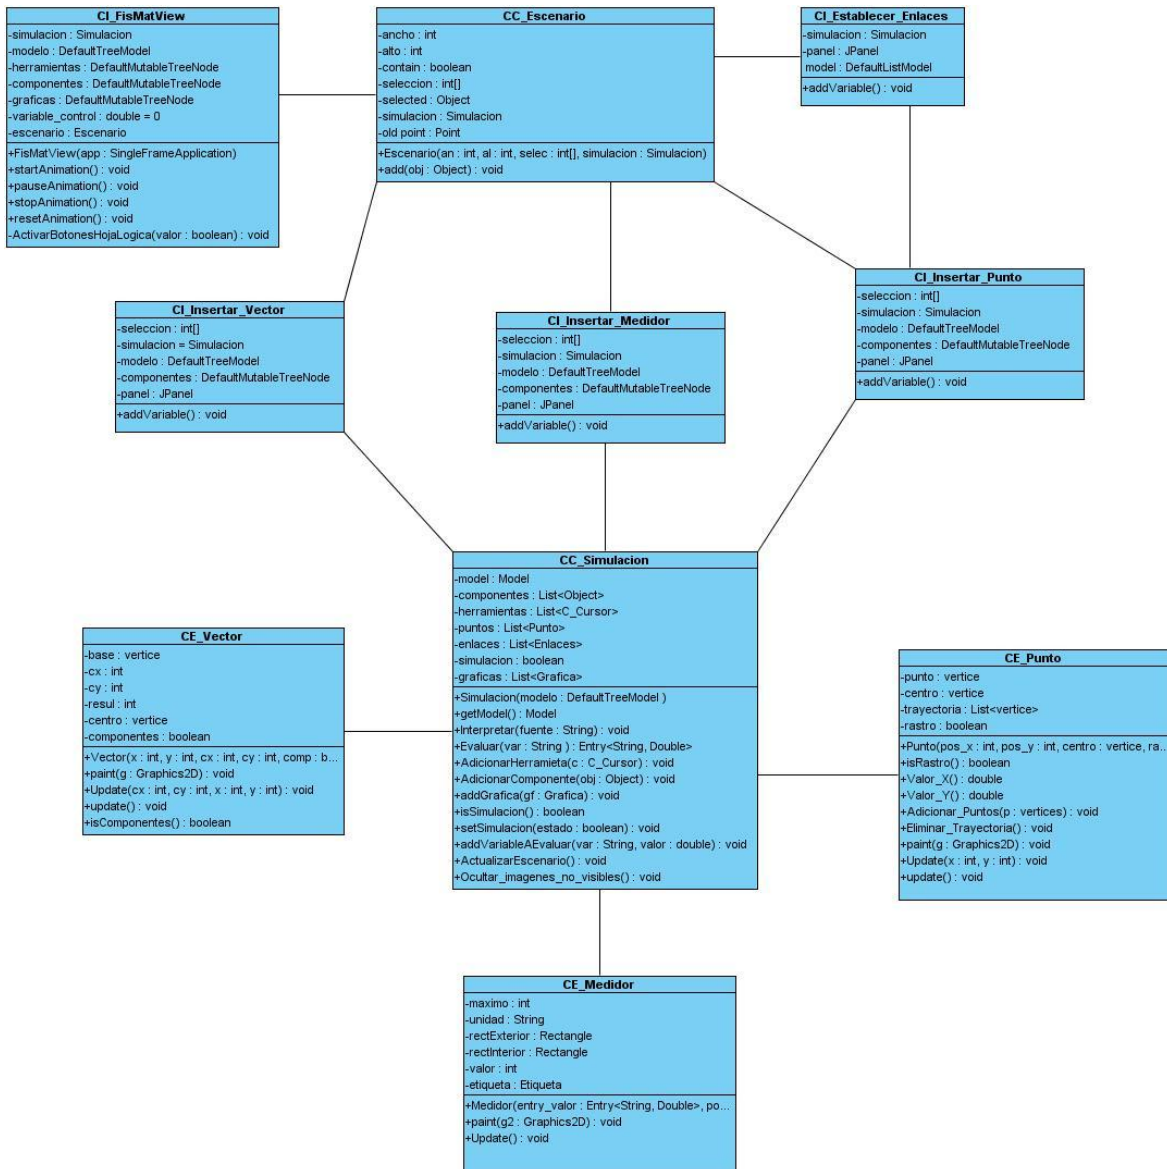 CI_FisMatView
-simulacion : Simulacion
-modelo : DefaultTreeModel
-herramientas : DefaultMutableTreeNode
-componentes : DefaultMutableTreeNode
-graficas : DefaultMutableTreeNode
-variable_control : double = 0
-escenario : Escenario
+FisMatView(app : SingleFrameApplication)
+startAnimation() : void
+pauseAnimation() : void
+stopAnimation() : void
+resetAnimation() : void
-ActivarBotonesHojaLogica(valor : boolean) : void
CC_Escenario
-ancho : int
-alto : int
-contain : boolean
-seleccion : int[]
-selected : Object
-simulacion : Simulacion
-old point : Point
+Escenario(an : int, al : int, selec : int[], simulacion : Simulacion)
+add(obj : Object) : void
CI_Establecer_Enlaces
-simulacion : Simulacion
-panel : JPanel
model : DefaultListModel
+addVariable() : void
CI_Insertar_Vector
-seleccion : int[]
-simulacion = Simulacion
-modelo : DefaultTreeModel
-componentes : DefaultMutableTreeNode
-panel : JPanel
+addVariable() : void
CI_Insertar_Medidor
-seleccion : int[]
-simulacion : Simulacion
-modelo : DefaultTreeModel
-componentes : DefaultMutableTreeNode
-panel : JPanel
+addVariable() : void
CI_Insertar_Punto
-seleccion : int[]
-simulacion : Simulacion
-modelo : DefaultTreeModel
-componentes : DefaultMutableTreeNode
-panel : JPanel
+addVariable() : void
CC_Simulacion
-model : Model
-componentes : List<Object>
-herramientas : List<C_Cursor>
-puntos : List<Punto>
-enlaces : List<Enlaces>
-simulacion : boolean
-graficas : List<Grafica>
+Simulacion(modelo : DefaultTreeModel )
+getModel() : Model
+Interpretar(fuente : String) : void
+Evaluar(var : String ) : Entry<String, Double>
+AdicionarHerramieta(c : C_Cursor) : void
+AdicionarComponente(obj : Object) : void
+addGrafica(gf : Grafica) : void
+isSimulacion() : boolean
+setSimulacion(estado : boolean) : void
+addVariableAEvaluar(var : String, valor : double) : void
+ActualizarEscenario() : void
+Ocultar_imagenes_no_visibles() : void
CE_Vector
-base : vertice
-cx : int
-cy : int
-resul : int
-centro : vertice
-componentes : boolean
+Vector(x : int, y : int, cx : int, cy : int, comp : b...
+paint(g : Graphics2D) : void
+Update(cx : int, cy : int, x : int, y : int) : void
+update() : void
+isComponentes() : boolean
CE_Punto
-punto : vertice
-centro : vertice
-trayectoria : List<vertice>
-rastro : boolean
+Punto(pos_x : int, pos_y : int, centro : vertice, ra...
+isRastro() : boolean
+Valor_X() : double
+Valor_Y() : double
+Adicionar_Puntos(p : vertices) : void
+Eliminar_Trayectoria() : void
+paint(g : Graphics2D) : void
+Update(x : int, y : int) : void
+update() : void
CE_Medidor
-maximo : int
-unidad : String
-rectExterior : Rectangle
-rectInterior : Rectangle
-valor : int
-etiqueta : Etiqueta
+Medidor(entry_valor : Entry<String, Double>, po...
+paint(g2 : Graphics2D) : void
+Update() : void